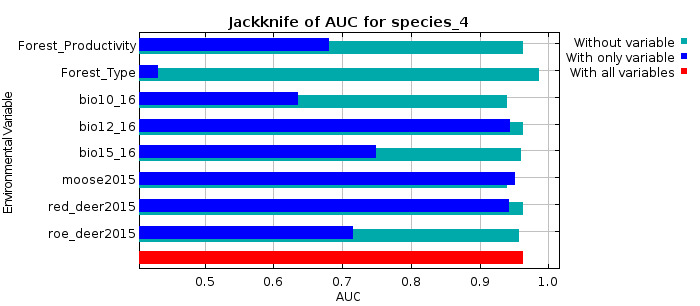 Jackknife of AUC for species_4
Without variable
With only variable
With all variables
Environmental Variable
Forest_Productivity
Forest_Type
bio10_16
bio12_16
bio15_16
moose2015
red_deer2015
roe_deer2015
0.5 0.6 0.7 0.8 0.9 1.0
AUC